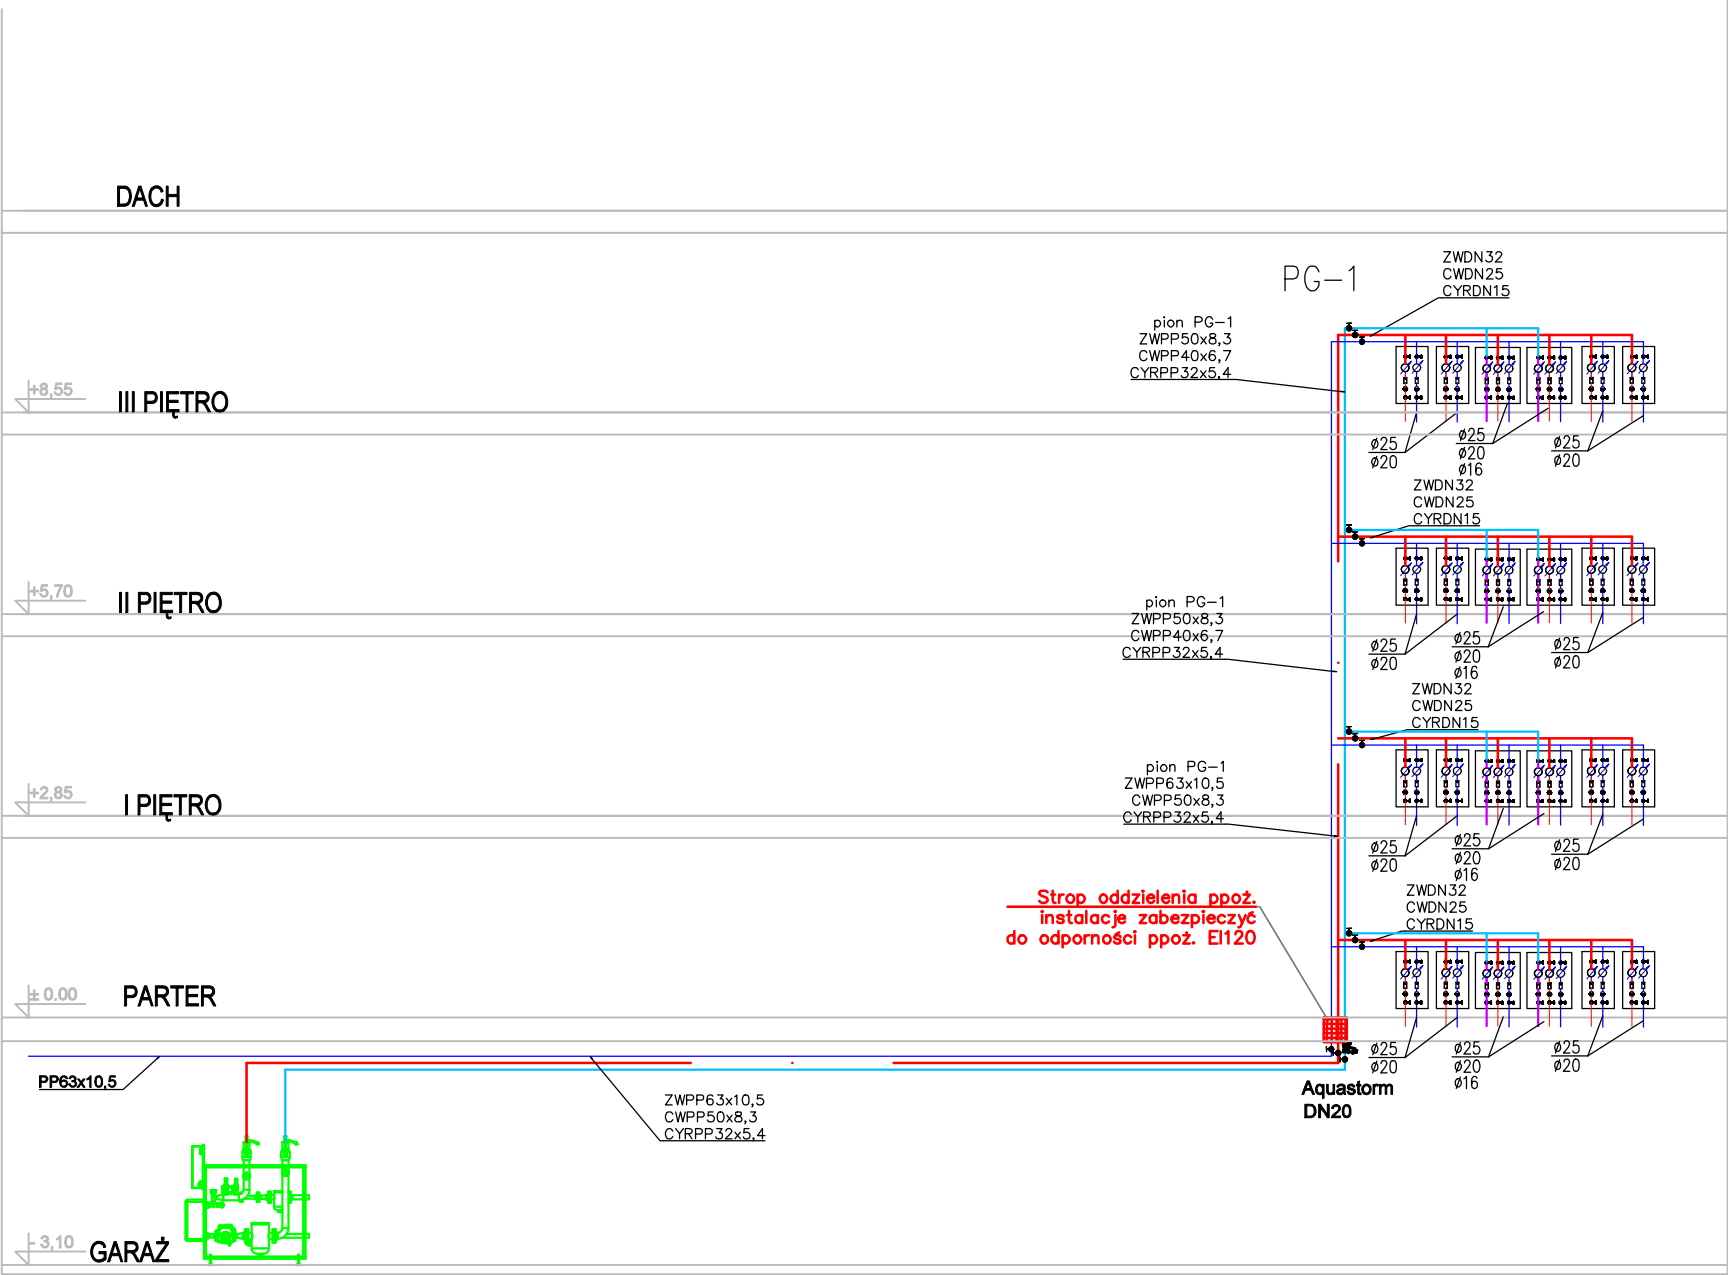 DACH
PG-1
ZWDN32
CWDN25
CYRDN15
pion PG-1
ZWPP50x8,3
CWPP40x6,7
CYRPP32x5,4
+8,55
III PIĘTRO
ø25
ø20
ø25
ø20
ø16
ø25
ø20
ZWDN32
CWDN25
CYRDN15
+5,70
II PIĘTRO
pion PG-1
ZWPP50x8,3
CWPP40x6,7
CYRPP32x5,4
ø25
ø20
ø25
ø20
ø16
ø25
ø20
ZWDN32
CWDN25
CYRDN15
+2,85
I PIĘTRO
pion PG-1
ZWPP63x10,5
CWPP50x8,3
CYRPP32x5,4
ø25
ø20
ø25
ø20
ø16
ø25
ø20
Strop oddzielenia ppoż.
instalacje zabezpieczyć
do odporności ppoż. EI120
ZWDN32
CWDN25
CYRDN15
± 0.00
PARTER
ø25
ø20
ø25
ø20
ø16
ø25
ø20
PP63x10,5
Aquastorm
DN20
ZWPP63x10,5
CWPP50x8,3
CYRPP32x5,4
- 3,10
GARAŻ